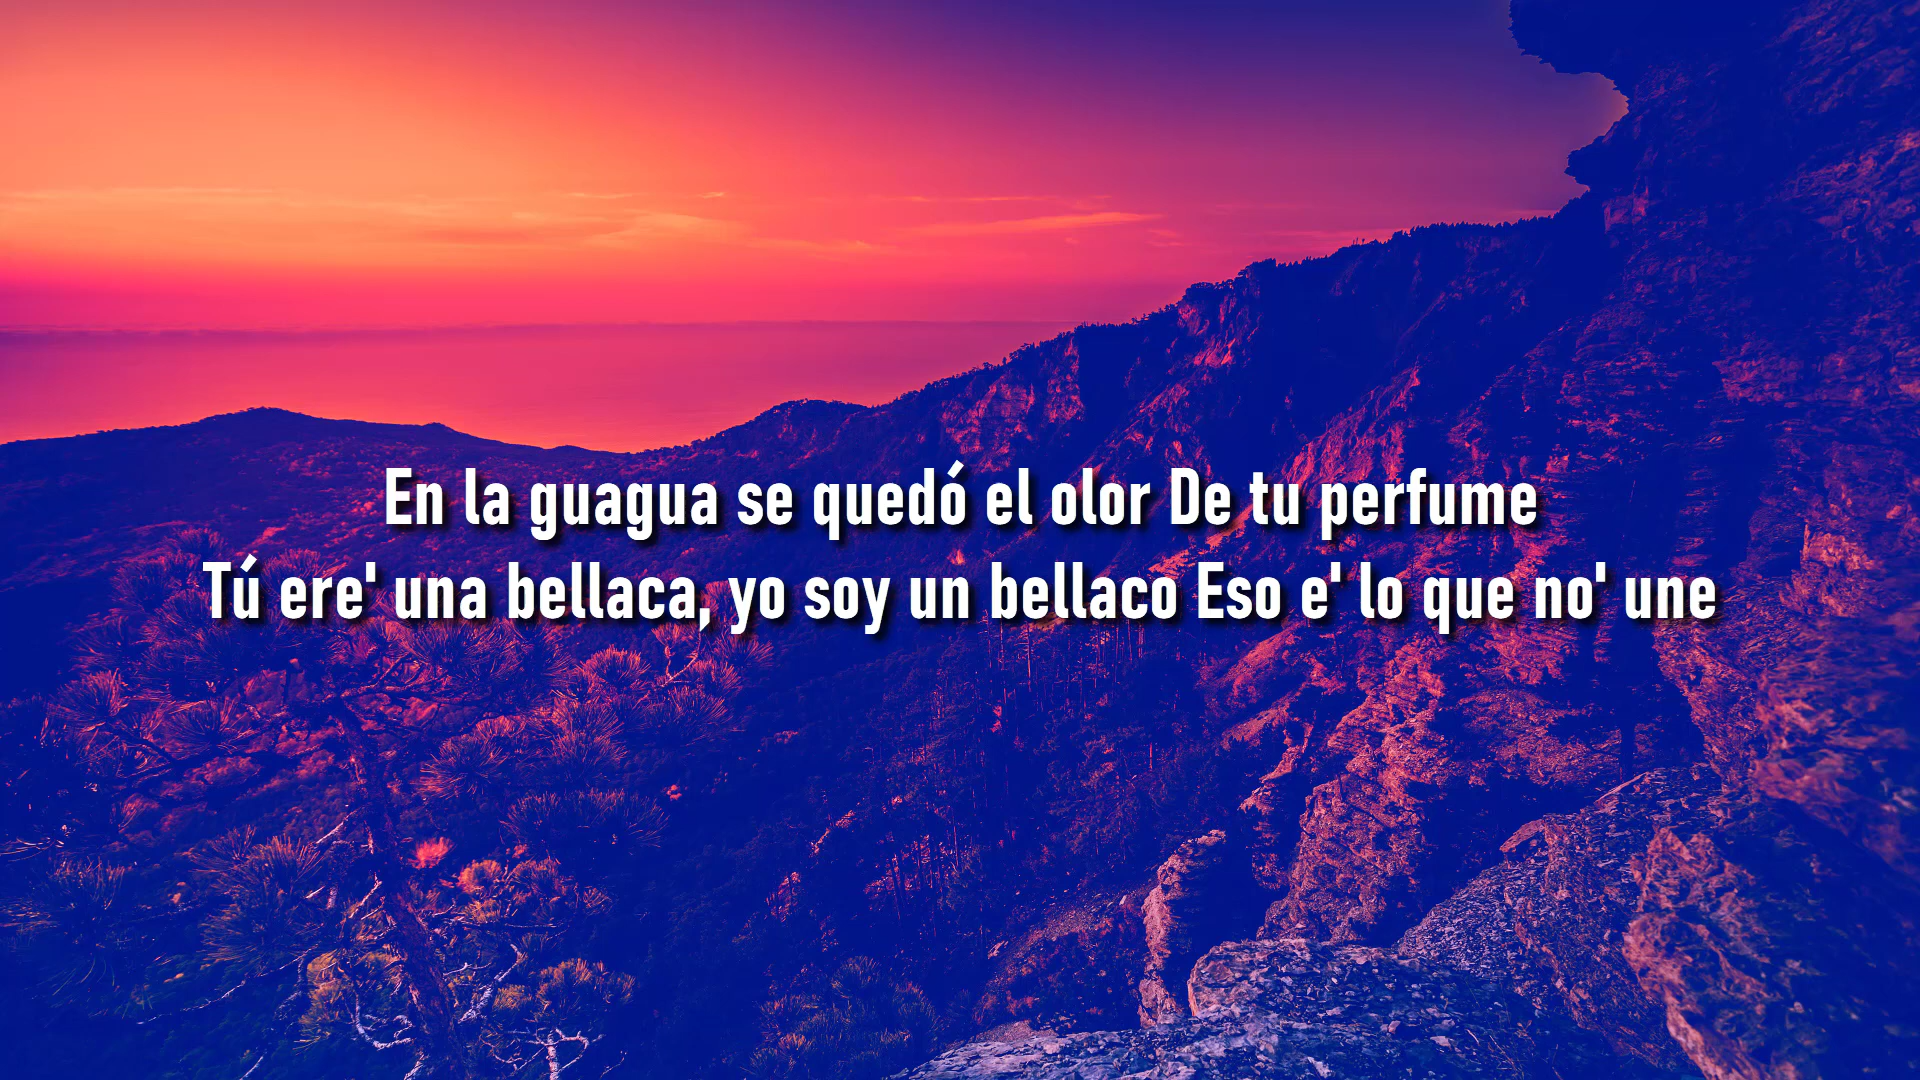 En la guagua se quedó el olor De tu perfume
Tú ere' una bellaca, yo soy un bellaco Eso e' lo que no' une